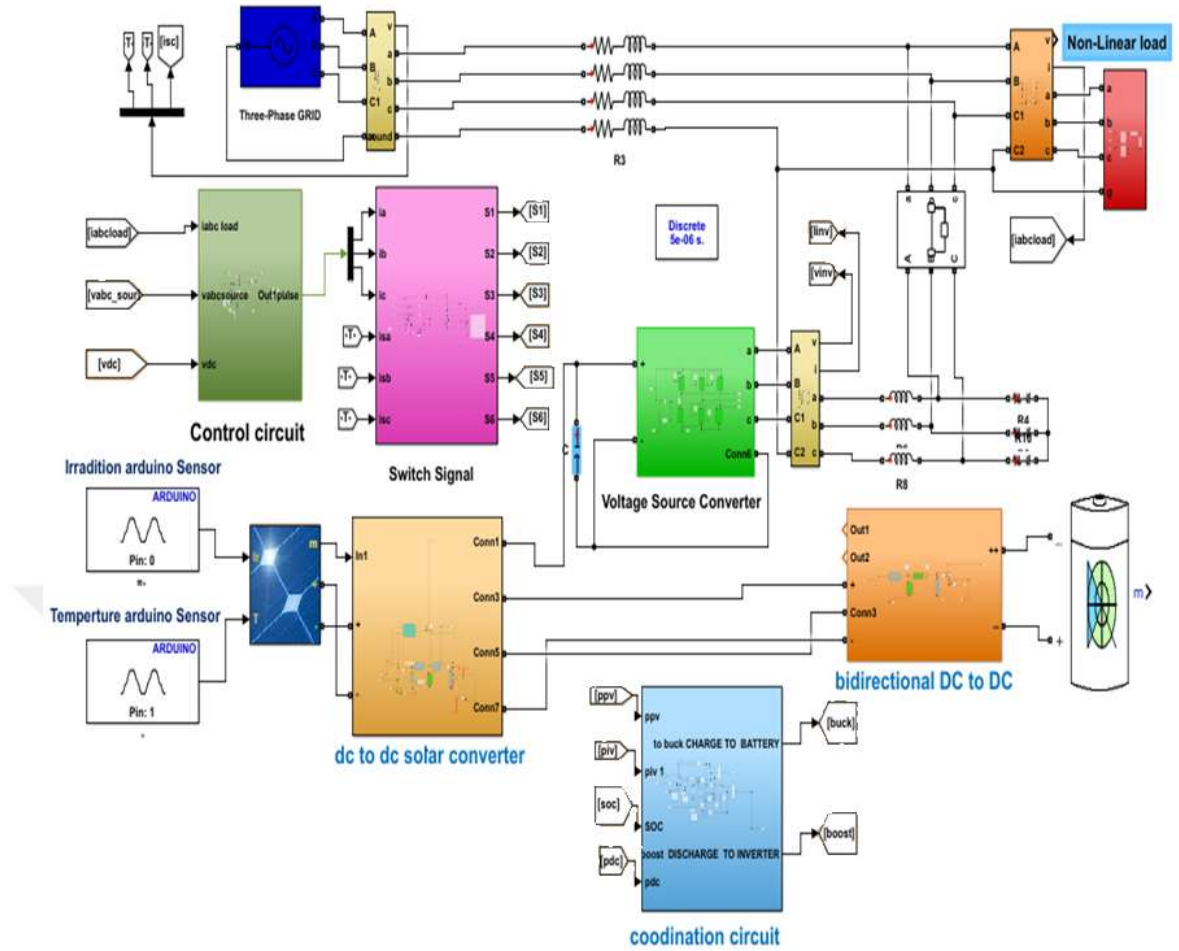 [isc]
Three-Phase GRID
A
B
C1
v
a
b
c
R3
A
B
C1
C2
v
i
a
b
c
Non-Linear load
a
b
c
g
[iabcload]
[vabc_sour
[vdc]
iabc load
vabcsource
vdc
Out1pulse
Control circuit
ia
ib
ic
isa
isb
isc
-T-
-T-
-T-
S1
S2
S3
S4
S5
S6
[S1]
[S2]
[S3]
[S4]
[S5]
[S6]
Switch Signal
Discrete
5e-06 s.
[Iinv]
[vinv]
[iabcload]
a
c
A
C
+
-
a
b
c
Conn6
Voltage Source Converter
A
B
C1
C2
v
i
a
b
c
R4
R8
Irradition arduino Sensor
ARDUINO
Pin: 0
Temperture arduino Sensor
ARDUINO
Pin: 1
Ir
T
m
+
-
In1
+
-
Conn1
Conn3
Conn5
Conn7
dc to dc solar converter
Out1
Out2
+
Conn3
-
++
--
bidirectional DC to DC
-
+
m
[ppv]
[piv]
[soc]
[pdc]
ppv
piv 1
SOC
pdc
to buck CHARGE TO BATTERY
boost DISCHARGE TO INVERTER
[buck]
[boost]
coodination circuit